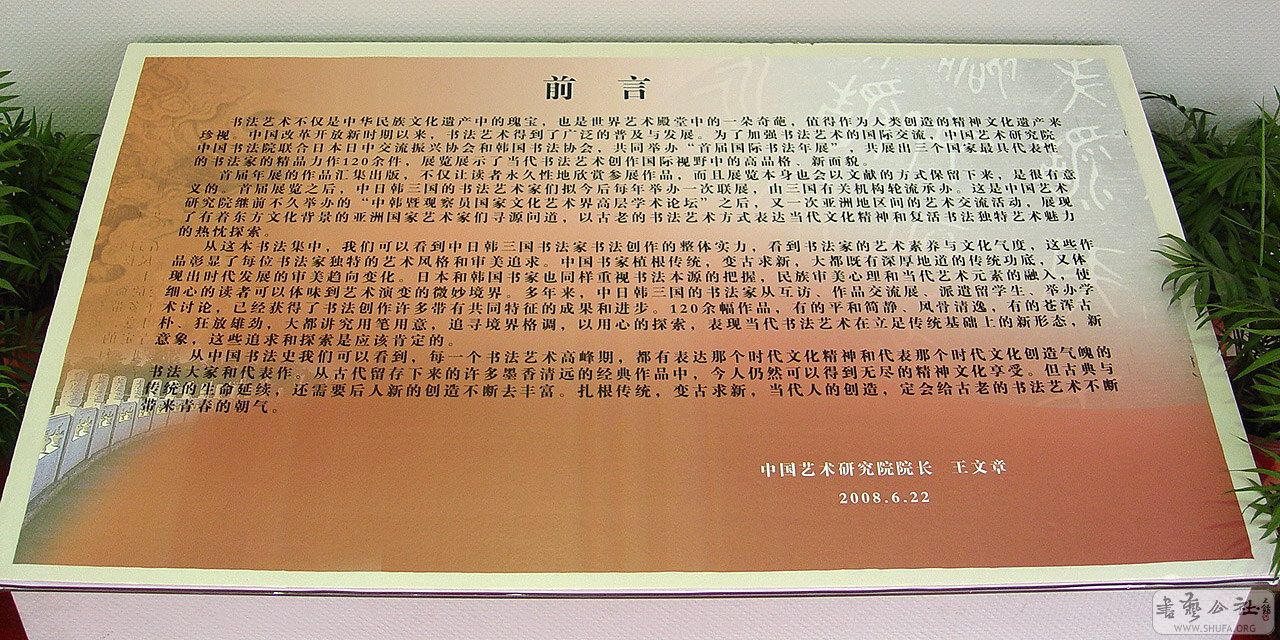 前言
书法艺术不仅是中华民族文化遗产中的瑰宝，也是世界艺术殿堂中的一朵奇葩，值得作为人类创造的精神文化遗产来
珍视。中国改革开放新时期以来，书法艺术得到了广泛的普及与发展。为了加强书法艺术的国际交流，中国艺术研究院
中国书法院联合日本日中交流振兴协会和韩国书法协会，共同举办“首届国际书法年展”，共展出三个国家最具代表性
的书法家的精品力作120余件，展览展示了当代书法艺术创作国际视野中的高品格、新面貌。
首届年展的作品汇集出版，不仅让读者永久性地欣赏参展作品，而且展览本身也会以文献的方式保留下来，是很有意
义的。首届展览之后，中日韩三国的书法艺术家们拟今后每年举办一次联展，由三国有关机构轮流承办。这是中国艺术
研究院继前不久举办的“中韩暨观察员国家文化艺术界高层学术论坛”之后，又一次亚洲地区间的艺术交流活动，展现
了有着东方文化背景的亚洲国家艺术家们寻源问道，以古老的书法艺术方式表达当代文化精神和复活书法独特艺术魅力
的热忱探索。
从这本书法集中，我们可以看到中日韩三国书法家书法创作的整体实力，看到书法家的艺术素养与文化气度，这些作
品彰显了每位书法家独特的艺术风格和审美追求。中国书家植根传统，变古求新，大都既有深厚地道的传统功底，又体
现出时代发展的审美趋向变化。日本和韩国书家也同样重视书法本源的把握，民族审美心理和当代艺术元素的融入，使
细心的读者可以体味到艺术演变的微妙境界。多年来，中日韩三国的书法家从互访、作品交流展、派遣留学生、举办学
术讨论，已经获得了书法创作许多带有共同特征的成果和进步。120余幅作品，有的平和简静、风骨清逸，有的苍浑古
朴、狂放雄劲，大都讲究用笔用意，追寻境界格调，以用心的探索，表现当代书法艺术在立足传统基础上的新形态，新
意象，这些追求和探索是应该肯定的。
从中国书法史我们可以看到，每一个书法艺术高峰期，都有表达那个时代文化精神和代表那个时代文化创造气魄的
书法大家和代表作。从古代留存下来的许多墨香清远的经典作品中，今人仍然可以得到无尽的精神文化享受。但古典与
传统的生命延续，还需要后人新的创造不断去丰富。扎根传统，变古求新，当代人的创造，定会给古老的书法艺术不断
带来青春的朝气。
中国艺术研究院院长 王文章
2008.6.22
书艺公社
WWW.SHUFA.ORG